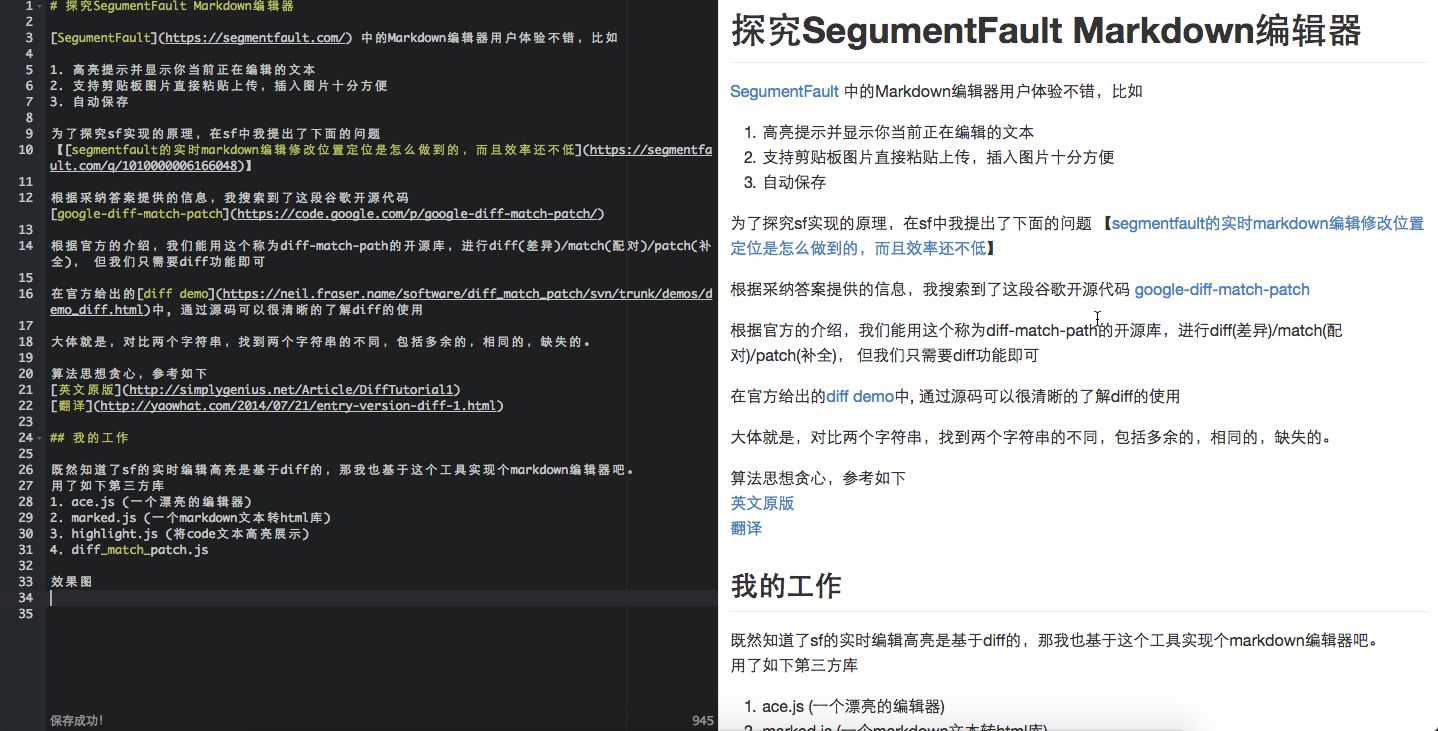 1 # 探究SegumentFault Markdown编辑器
2
3 [SegumentFault](https://segmentfault.com/) 中的Markdown编辑器用户体验不错，比如
4
5 1. 高亮提示并显示你当前正在编辑的文本
6 2. 支持剪贴板图片直接粘贴上传，插入图片十分方便
7 3. 自动保存
8
9 为了探究sf实现的原理，在sf中我提出了下面的问题
10 【[segmentfault的实时markdown编辑修改位置定位是怎么做到的，而且效率还不低](https://segmentfa
ult.com/q/1010000006166048)】
11
12 根据采纳答案提供的信息，我搜索到了这段谷歌开源代码
[google-diff-match-patch](https://code.google.com/p/google-diff-match-patch/)
13
14 根据官方的介绍，我们能用这个称为diff-match-path的开源库，进行diff(差异)/match(配对)/patch(补
全)， 但我们只需要diff功能即可
15
16 在官方给出的[diff demo](https://neil.fraser.name/software/diff_match_patch/svn/trunk/demos/d
emo_diff.html)中, 通过源码可以很清晰的了解diff的使用
17
18 大体就是，对比两个字符串，找到两个字符串的不同，包括多余的，相同的，缺失的。
19
20 算法思想贪心，参考如下
21 [英文原版](http://simplygenius.net/Article/DiffTutorial1)
22 [翻译](http://yaowhat.com/2014/07/21/entry-version-diff-1.html)
23
24 ## 我的工作
25
26 既然知道了sf的实时编辑高亮是基于diff的，那我也基于这个工具实现个markdown编辑器吧。
27 用了如下第三方库
28 1. ace.js (一个漂亮的编辑器)
29 2. marked.js (一个markdown文本转html库)
30 3. highlight.js (将code文本高亮展示)
31 4. diff_match_patch.js
32
33 效果图
34
35
保存成功! 945
探究SegumentFault Markdown编辑器
SegumentFault 中的Markdown编辑器用户体验不错，比如
1. 高亮提示并显示你当前正在编辑的文本
2. 支持剪贴板图片直接粘贴上传，插入图片十分方便
3. 自动保存
为了探究sf实现的原理，在sf中我提出了下面的问题 【segmentfault的实时markdown编辑修改位置
定位是怎么做到的，而且效率还不低】
根据采纳答案提供的信息，我搜索到了这段谷歌开源代码 google-diff-match-patch
根据官方的介绍，我们能用这个称为diff-match-path的开源库，进行diff(差异)/match(配
对)/patch(补全)， 但我们只需要diff功能即可
在官方给出的diff demo中, 通过源码可以很清晰的了解diff的使用
大体就是，对比两个字符串，找到两个字符串的不同，包括多余的，相同的，缺失的。
算法思想贪心，参考如下
英文原版
翻译
我的工作
既然知道了sf的实时编辑高亮是基于diff的，那我也基于这个工具实现个markdown编辑器吧。
用了如下第三方库
1. ace.js (一个漂亮的编辑器)
2. marked.js (一个markdown文本转html库)